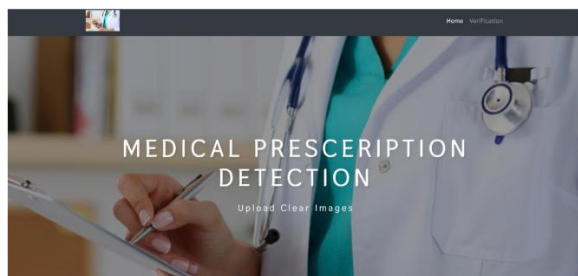 Home Verification
MEDICAL PRESCERIPTION
DETECTION
Upload Clear Images